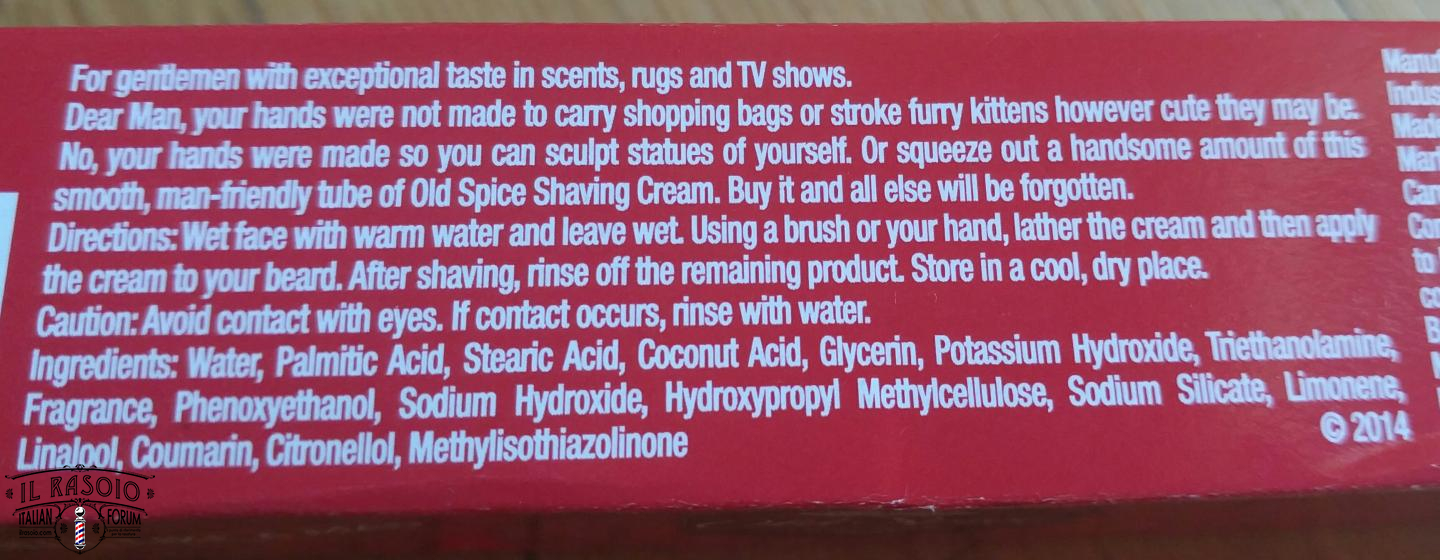 For gentlemen with exceptional taste in scents, rugs and TV shows.
Dear Man, your hands were not made to carry shopping bags or stroke furry kittens however cute they may be.
No, your hands were made so you can sculpt statues of yourself. Or squeeze out a handsome amount of this
smooth, man-friendly tube of Old Spice Shaving Cream. Buy it and all else will be forgotten.
Directions: Wet face with warm water and leave wet. Using a brush or your hand, lather the cream and then apply
the cream to your beard. After shaving, rinse off the remaining product. Store in a cool, dry place.
Caution: Avoid contact with eyes. If contact occurs, rinse with water.
Ingredients: Water, Palmitic Acid, Stearic Acid, Coconut Acid, Glycerin, Potassium Hydroxide, Triethanolamine,
Fragrance, Phenoxyethanol, Sodium Hydroxide, Hydroxypropyl Methylcellulose, Sodium Silicate, Limonene,
Linalool, Coumarin, Citronellol, Methylisothiazolinone
© 2014
IL RASOIO
ITALIAN FORUM